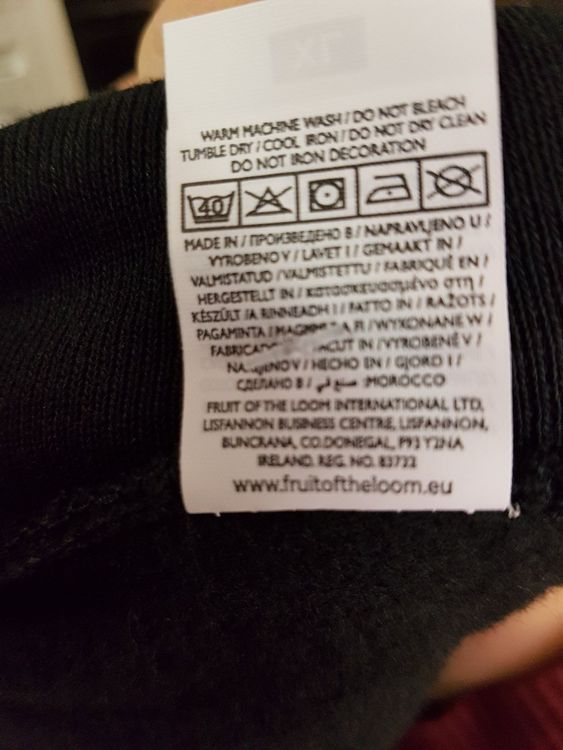 XL
WARM MACHINE WASH / DO NOT BLEACH
TUMBLE DRY / COOL IRON / DO NOT DRY CLEAN
DO NOT IRON DECORATION
40
MADE IN / ПРОИЗВЕДЕНО В / NAPRAVLJENO U /
VYROBENO V / LAVET I / GEMAAKT IN /
VALMISTATUD / VALMISTETTU / FABRIQUÉ EN /
HERGESTELLT IN / κατασκευασμένο στη /
KÉSZÜLT / A RINNEADH I / FATTO IN / RAŽOTS /
PAGAMINTA / WYKONANE W /
IN / VYROBENÉ V /
HECHO EN / GJORD I /
СДЕЛАНО В / صنع في :MOROCCO
FRUIT OF THE LOOM INTERNATIONAL LTD,
LISFANNON BUSINESS CENTRE, LISFANNON,
BUNCRANA, CO.DONEGAL, F93 Y2NA
IRELAND. REG. NO. 83732
www.fruitoftheloom.eu